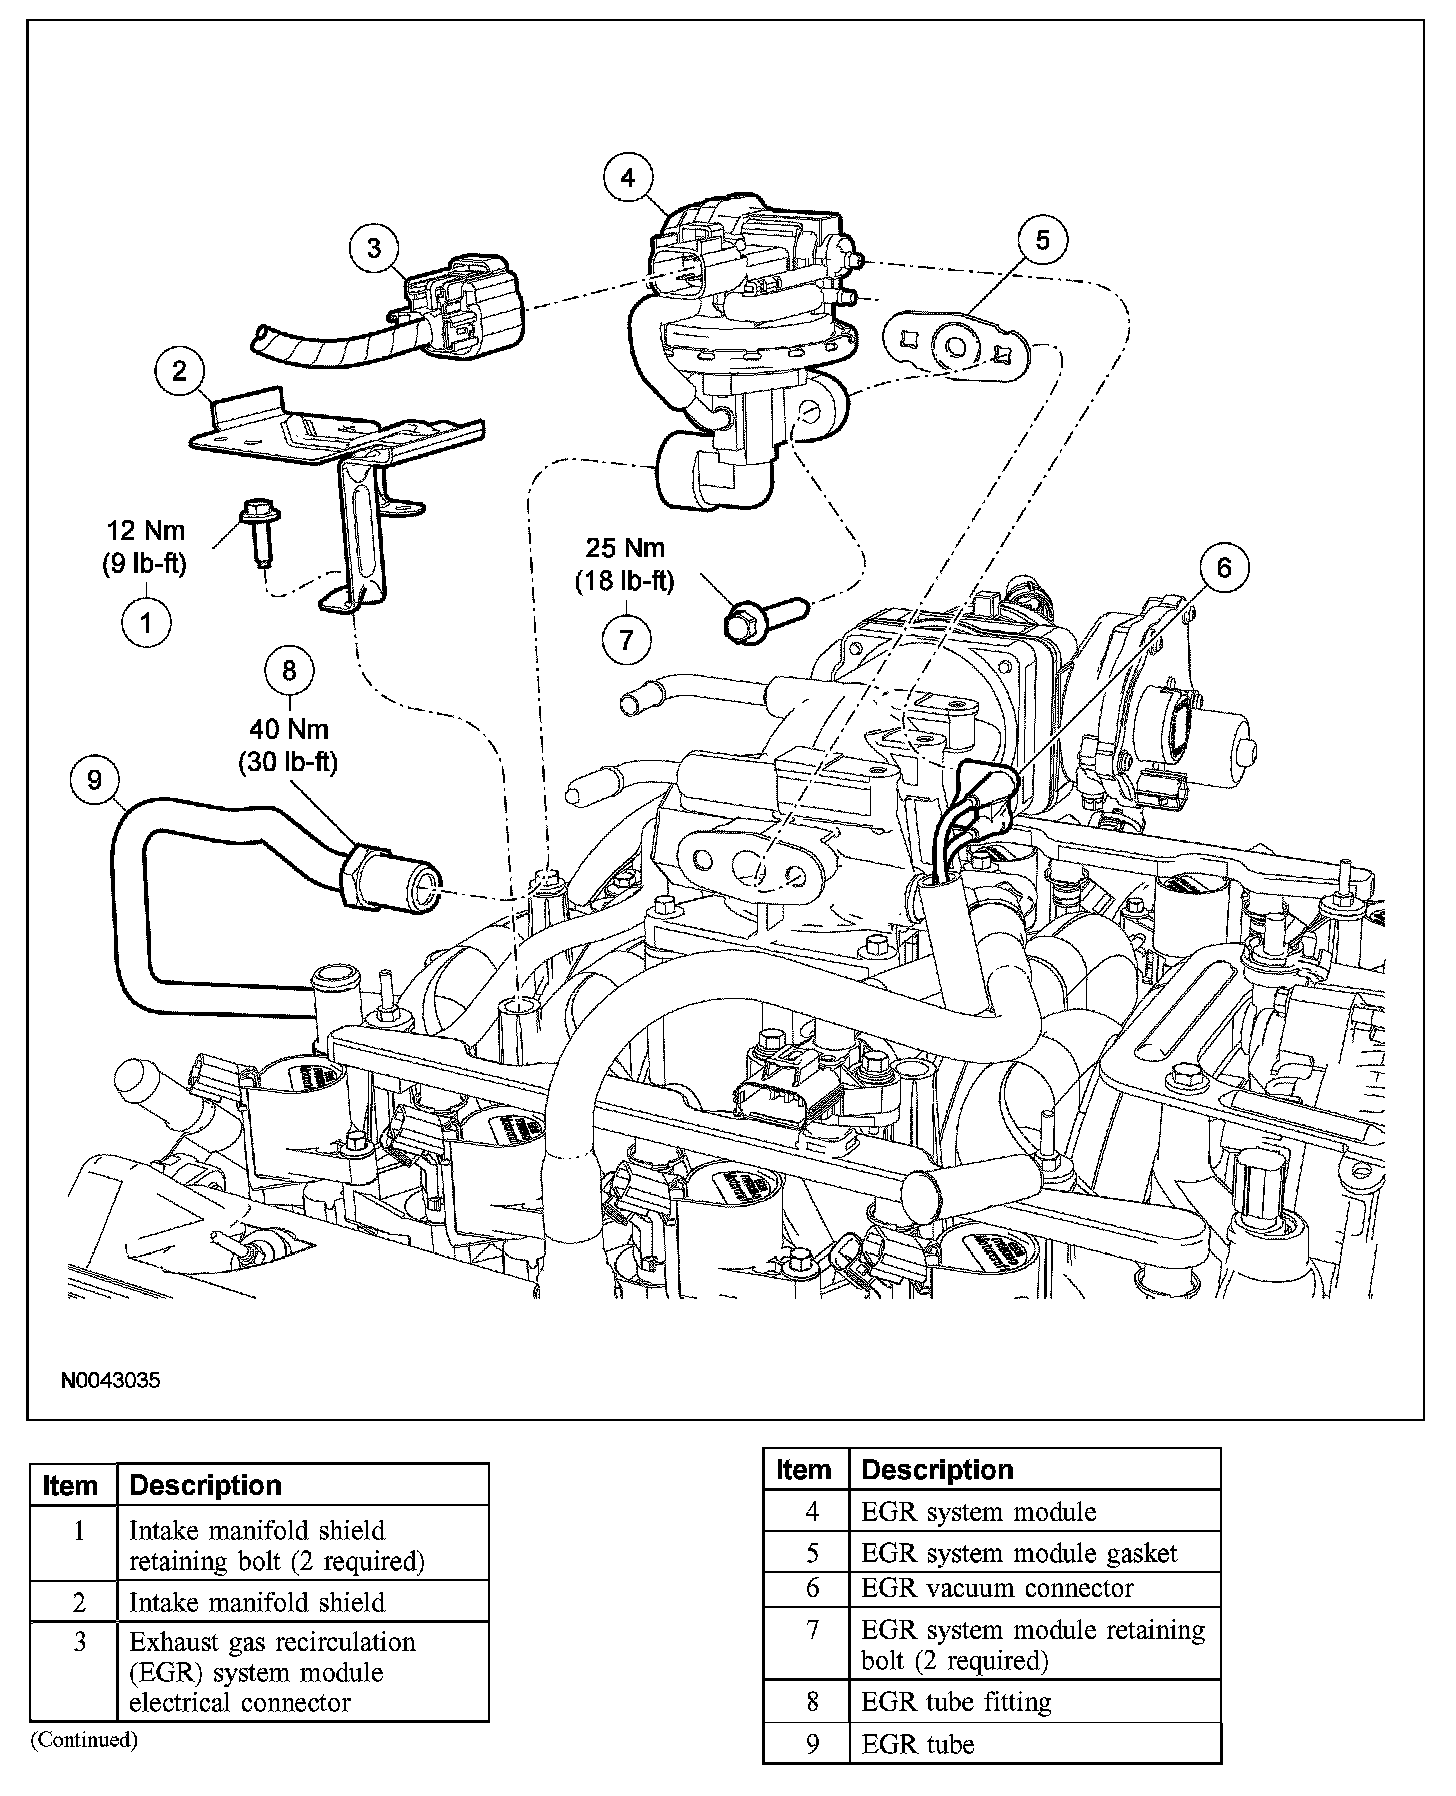 4
3
5
2
12 Nm
(9 lb-ft)
1
25 Nm
(18 lb-ft)
7
6
8
40 Nm
(30 lb-ft)
9
N0043035
Item Description
1 Intake manifold shield
retaining bolt (2 required)
2 Intake manifold shield
3 Exhaust gas recirculation
(EGR) system module
electrical connector
(Continued)
Item Description
4 EGR system module
5 EGR system module gasket
6 EGR vacuum connector
7 EGR system module retaining
bolt (2 required)
8 EGR tube fitting
9 EGR tube